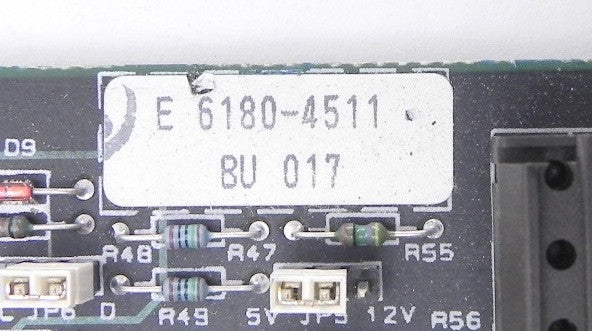 E 6180-4511
BU 017
D9
R48 R47 R55
C JP6 D R49 5V JP5 12V R56